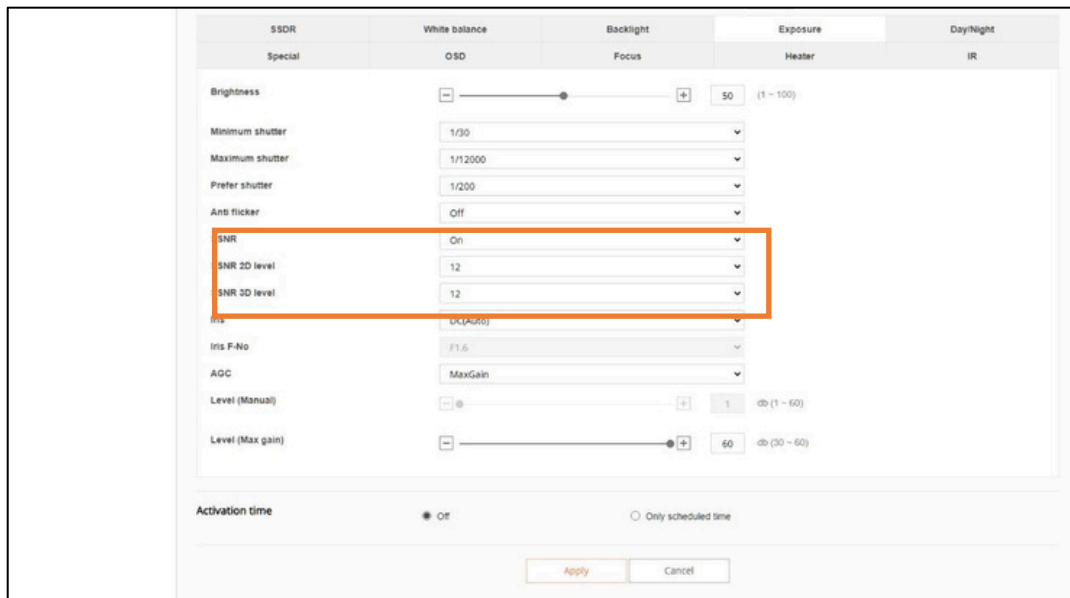 SSDR White balance Backlight Exposure Day/Night
Special OSD Focus Heater IR
Brightness 50 (1 ~ 100)
Minimum shutter 1/30
Maximum shutter 1/12000
Prefer shutter 1/200
Anti flicker Off
SNR On
SNR 2D level 12
SNR 3D level 12
Iris DC(Auto)
Iris F-No F1.6
AGC MaxGain
Level (Manual) 1 db (1 ~ 60)
Level (Max gain) 60 db (30 ~ 60)
Activation time Off Only scheduled time
Apply Cancel